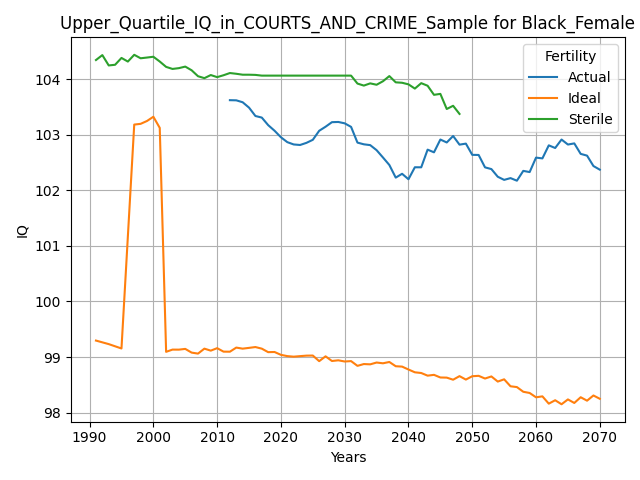 Upper_Quartile_IQ_in_COURTS_AND_CRIME_Sample for Black_Female
Fertility
Actual
Ideal
Sterile
IQ
104
103
102
101
100
99
98
1990 2000 2010 2020 2030 2040 2050 2060 2070
Years